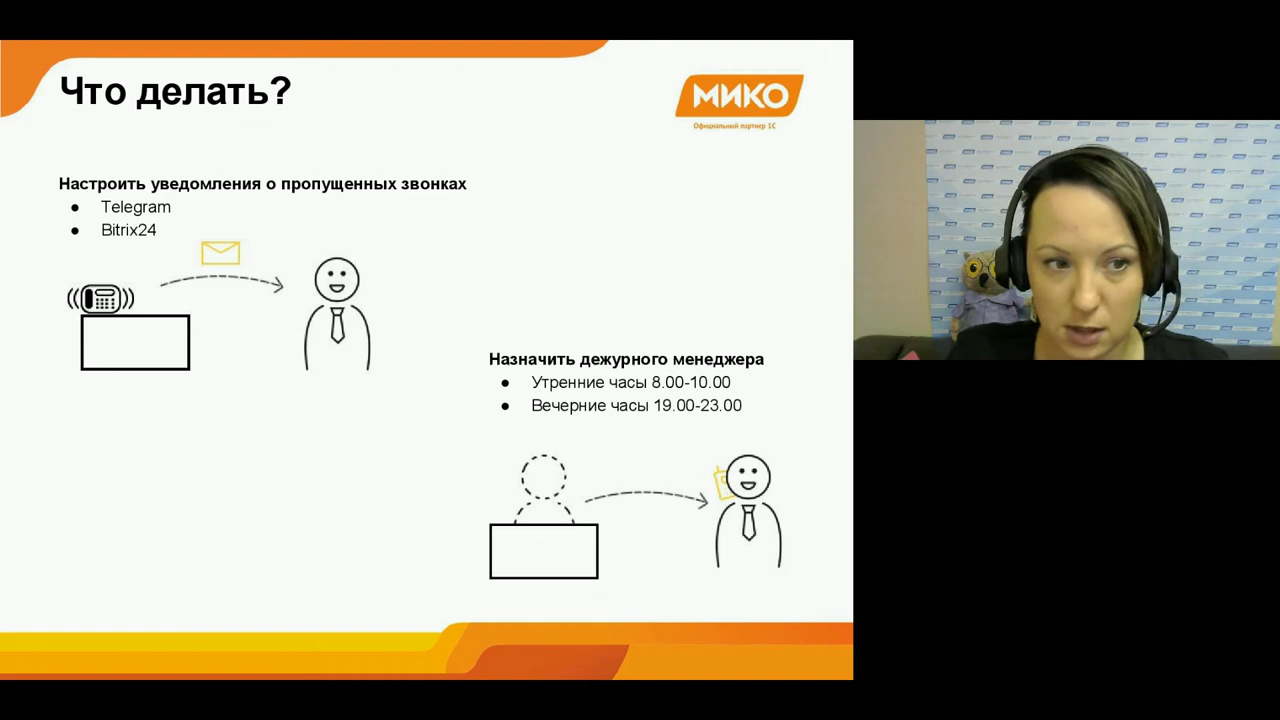 Что делать?
МИКО
Официальный партнер 1С
Настроить уведомления о пропущенных звонках
● Telegram
● Bitrix24
Назначить дежурного менеджера
● Утренние часы 8.00-10.00
● Вечерние часы 19.00-23.00